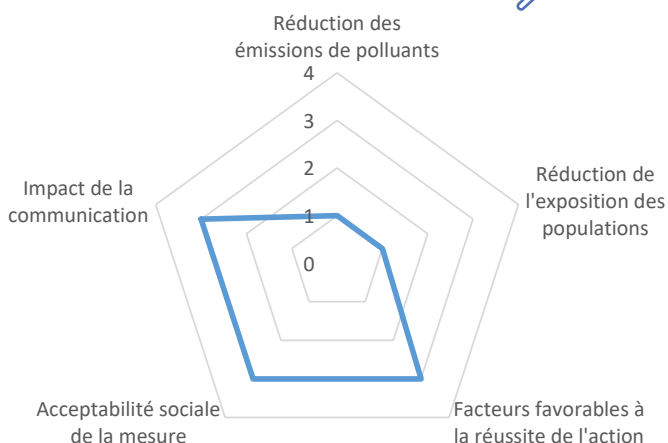 Réduction des
émissions de polluants
4
3
2
1
0
Réduction de
l'exposition des
populations
Impact de la
communication
Acceptabilité sociale
de la mesure
Facteurs favorables à
la réussite de l'action